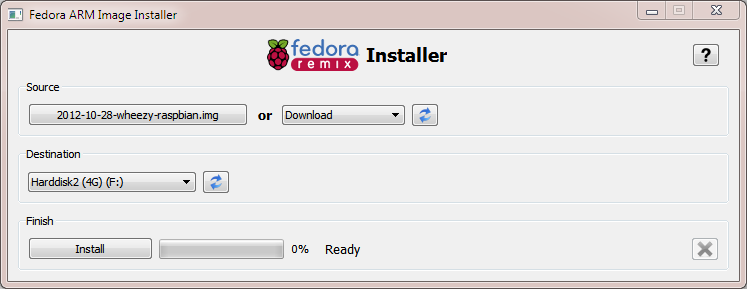 Fedora ARM Image Installer
fedora remix Installer
?
Source
2012-10-28-wheezy-raspbian.img or Download
Destination
Harddisk2 (4G) (F:)
Finish
Install 0% Ready